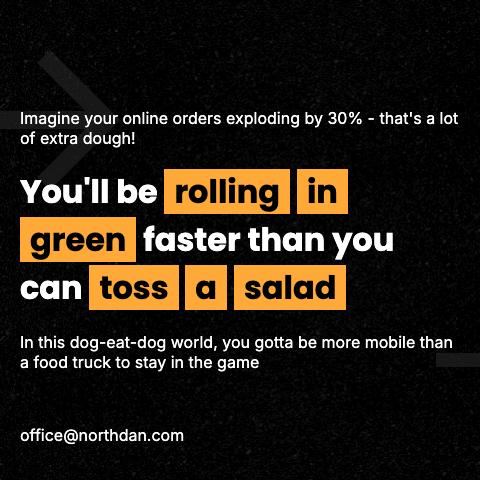 Imagine your online orders exploding by 30% - that's a lot
of extra dough!
You'll be rolling in
green faster than you
can toss a salad
In this dog-eat-dog world, you gotta be more mobile than
a food truck to stay in the game
office@northdan.com